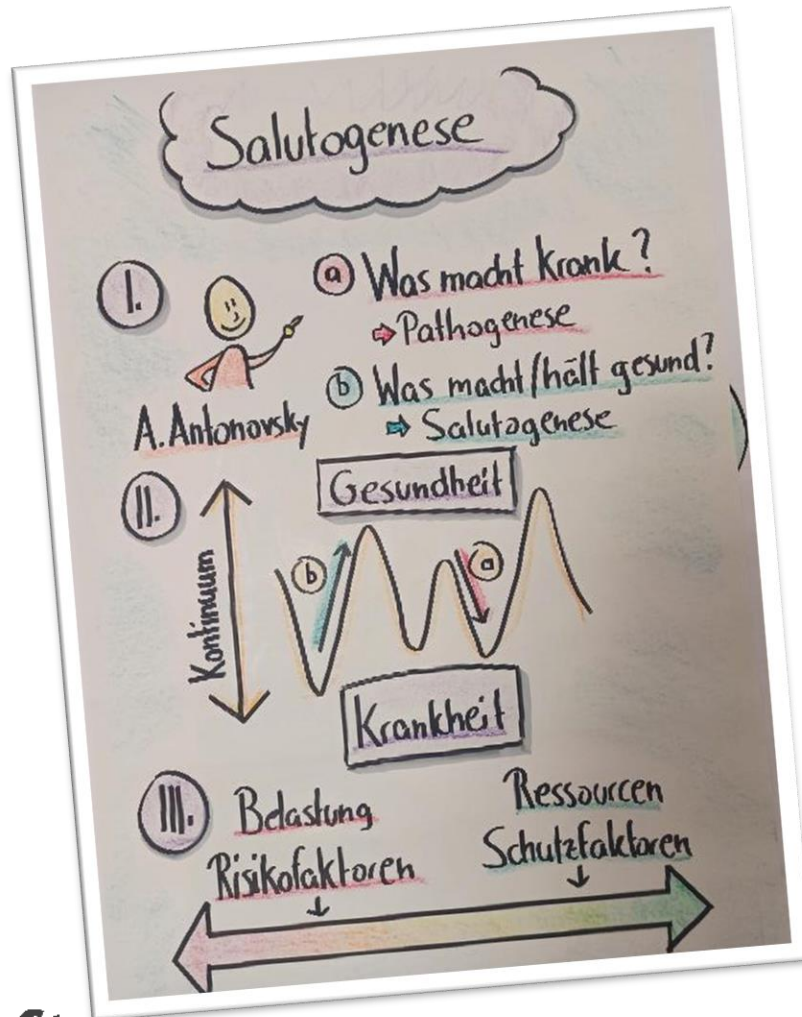 Salutogenese
I.
A. Antonovsky
a Was macht krank?
⇨ Pathogenese
b Was macht/hält gesund?
⇨ Salutogenese
II.
Kontinuum
Gesundheit
b
a
Krankheit
III.
Belastung
Risikofaktoren
Ressourcen
Schutzfaktoren